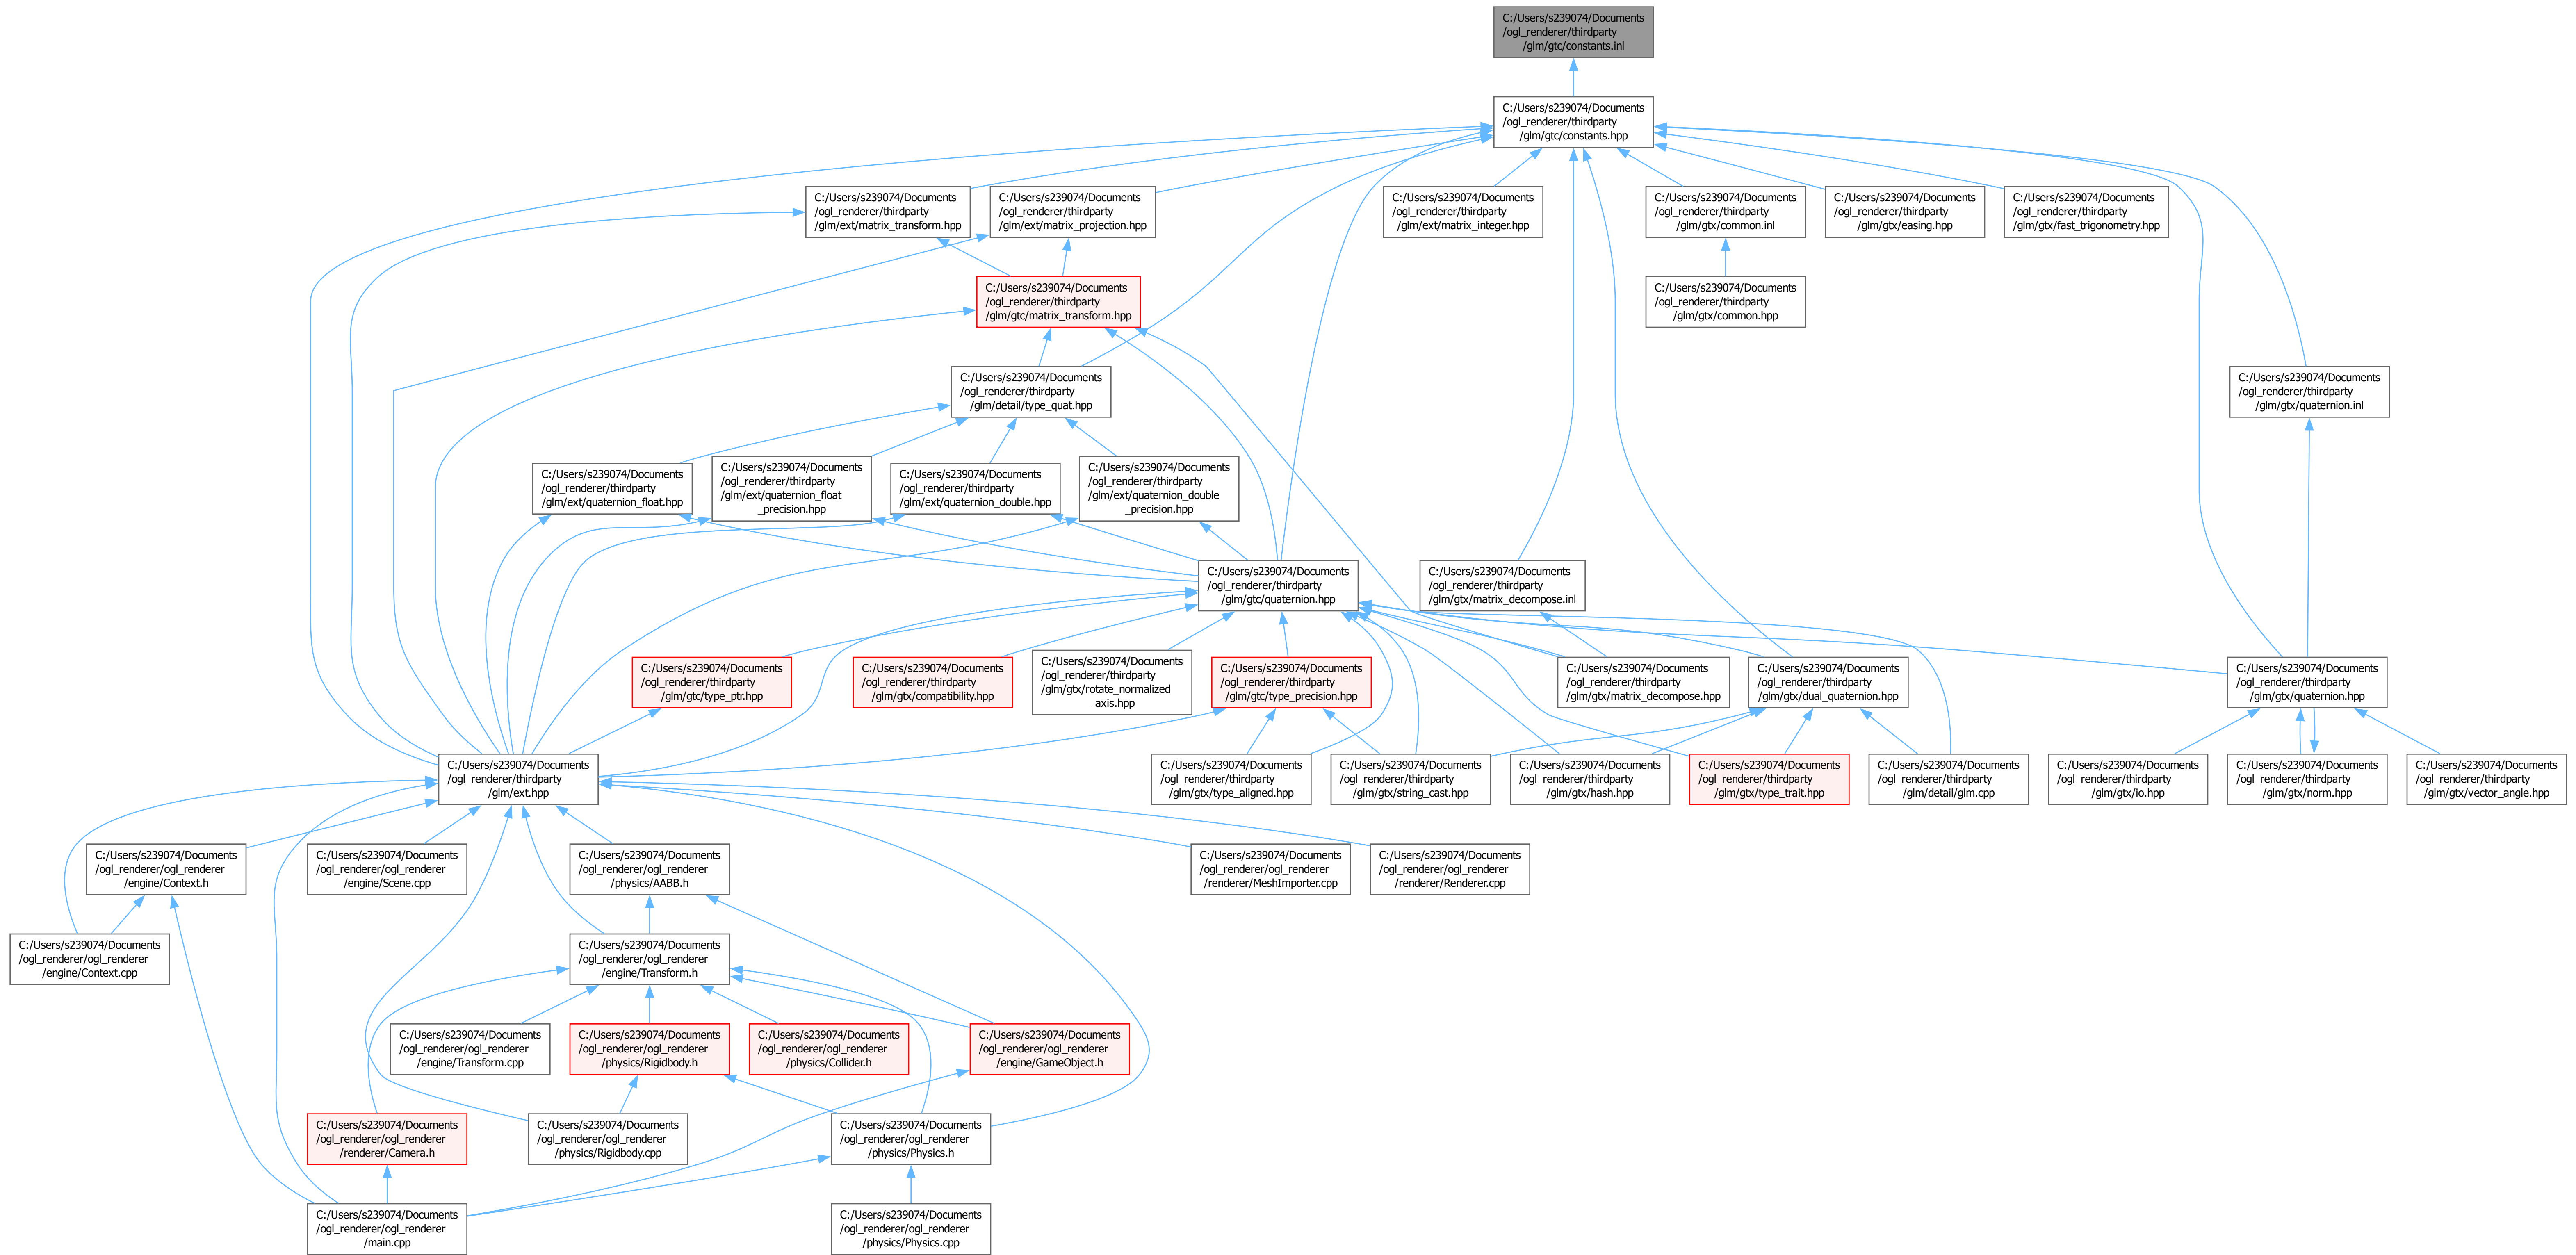 C:/Users/s239074/Documents
/ogl_renderer/thirdparty
/glm/gtc/constants.inl
C:/Users/s239074/Documents
/ogl_renderer/thirdparty
/glm/gtc/constants.hpp
C:/Users/s239074/Documents
/ogl_renderer/thirdparty
/glm/ext/matrix_transform.hpp
C:/Users/s239074/Documents
/ogl_renderer/thirdparty
/glm/ext/matrix_projection.hpp
C:/Users/s239074/Documents
/ogl_renderer/thirdparty
/glm/ext/matrix_integer.hpp
C:/Users/s239074/Documents
/ogl_renderer/thirdparty
/glm/gtx/common.inl
C:/Users/s239074/Documents
/ogl_renderer/thirdparty
/glm/gtx/easing.hpp
C:/Users/s239074/Documents
/ogl_renderer/thirdparty
/glm/gtx/fast_trigonometry.hpp
C:/Users/s239074/Documents
/ogl_renderer/thirdparty
/glm/gtc/matrix_transform.hpp
C:/Users/s239074/Documents
/ogl_renderer/thirdparty
/glm/gtx/common.hpp
C:/Users/s239074/Documents
/ogl_renderer/thirdparty
/glm/detail/type_quat.hpp
C:/Users/s239074/Documents
/ogl_renderer/thirdparty
/glm/gtx/quaternion.inl
C:/Users/s239074/Documents
/ogl_renderer/thirdparty
/glm/ext/quaternion_float.hpp
C:/Users/s239074/Documents
/ogl_renderer/thirdparty
/glm/ext/quaternion_float
_precision.hpp
C:/Users/s239074/Documents
/ogl_renderer/thirdparty
/glm/ext/quaternion_double.hpp
C:/Users/s239074/Documents
/ogl_renderer/thirdparty
/glm/ext/quaternion_double
_precision.hpp
C:/Users/s239074/Documents
/ogl_renderer/thirdparty
/glm/gtc/quaternion.hpp
C:/Users/s239074/Documents
/ogl_renderer/thirdparty
/glm/gtx/matrix_decompose.inl
C:/Users/s239074/Documents
/ogl_renderer/thirdparty
/glm/gtc/type_ptr.hpp
C:/Users/s239074/Documents
/ogl_renderer/thirdparty
/glm/gtx/compatibility.hpp
C:/Users/s239074/Documents
/ogl_renderer/thirdparty
/glm/gtx/rotate_normalized
_axis.hpp
C:/Users/s239074/Documents
/ogl_renderer/thirdparty
/glm/gtc/type_precision.hpp
C:/Users/s239074/Documents
/ogl_renderer/thirdparty
/glm/gtx/matrix_decompose.hpp
C:/Users/s239074/Documents
/ogl_renderer/thirdparty
/glm/gtx/dual_quaternion.hpp
C:/Users/s239074/Documents
/ogl_renderer/thirdparty
/glm/gtx/quaternion.hpp
C:/Users/s239074/Documents
/ogl_renderer/thirdparty
/glm/ext.hpp
C:/Users/s239074/Documents
/ogl_renderer/thirdparty
/glm/gtx/type_aligned.hpp
C:/Users/s239074/Documents
/ogl_renderer/thirdparty
/glm/gtx/string_cast.hpp
C:/Users/s239074/Documents
/ogl_renderer/thirdparty
/glm/gtx/hash.hpp
C:/Users/s239074/Documents
/ogl_renderer/thirdparty
/glm/gtx/type_trait.hpp
C:/Users/s239074/Documents
/ogl_renderer/thirdparty
/glm/detail/glm.cpp
C:/Users/s239074/Documents
/ogl_renderer/thirdparty
/glm/gtx/io.hpp
C:/Users/s239074/Documents
/ogl_renderer/thirdparty
/glm/gtx/norm.hpp
C:/Users/s239074/Documents
/ogl_renderer/thirdparty
/glm/gtx/vector_angle.hpp
C:/Users/s239074/Documents
/ogl_renderer/ogl_renderer
/engine/Context.h
C:/Users/s239074/Documents
/ogl_renderer/ogl_renderer
/engine/Scene.cpp
C:/Users/s239074/Documents
/ogl_renderer/ogl_renderer
/physics/AABB.h
C:/Users/s239074/Documents
/ogl_renderer/ogl_renderer
/renderer/MeshImporter.cpp
C:/Users/s239074/Documents
/ogl_renderer/ogl_renderer
/renderer/Renderer.cpp
C:/Users/s239074/Documents
/ogl_renderer/ogl_renderer
/engine/Context.cpp
C:/Users/s239074/Documents
/ogl_renderer/ogl_renderer
/engine/Transform.h
C:/Users/s239074/Documents
/ogl_renderer/ogl_renderer
/engine/Transform.cpp
C:/Users/s239074/Documents
/ogl_renderer/ogl_renderer
/physics/Rigidbody.h
C:/Users/s239074/Documents
/ogl_renderer/ogl_renderer
/physics/Collider.h
C:/Users/s239074/Documents
/ogl_renderer/ogl_renderer
/engine/GameObject.h
C:/Users/s239074/Documents
/ogl_renderer/ogl_renderer
/renderer/Camera.h
C:/Users/s239074/Documents
/ogl_renderer/ogl_renderer
/physics/Rigidbody.cpp
C:/Users/s239074/Documents
/ogl_renderer/ogl_renderer
/physics/Physics.h
C:/Users/s239074/Documents
/ogl_renderer/ogl_renderer
/main.cpp
C:/Users/s239074/Documents
/ogl_renderer/ogl_renderer
/physics/Physics.cpp